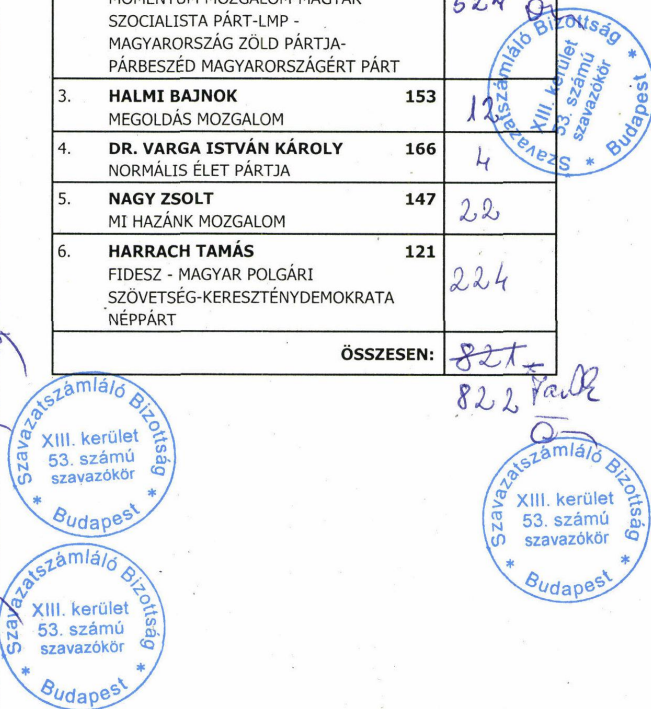 MOMENTUM MOZGALOM-MAGYAR
SZOCIALISTA PÁRT-LMP -
MAGYARORSZÁG ZÖLD PÁRTJA-
PÁRBESZÉD MAGYARORSZÁGÉRT PÁRT
524
3. HALMI BAJNOK 153
MEGOLDÁS MOZGALOM
12
4. DR. VARGA ISTVÁN KÁROLY 166
NORMÁLIS ÉLET PÁRTJA
4
5. NAGY ZSOLT 147
MI HAZÁNK MOZGALOM
22
6. HARRACH TAMÁS 121
FIDESZ - MAGYAR POLGÁRI
SZÖVETSÉG-KERESZTÉNYDEMOKRATA
NÉPPÁRT
224
ÖSSZESEN: 821
822
Szavazatszámláló Bizottság
XIII. kerület
53. számú
szavazókör
* Budapest *
Szavazatszámláló Bizottság
XIII. kerület
53. számú
szavazókör
* Budapest *
Szavazatszámláló Bizottság
XIII. kerület
53. számú
szavazókör
* Budapest *
Szavazatszámláló Bizottság
XIII. kerület
53. számú
szavazókör
* Budapest *